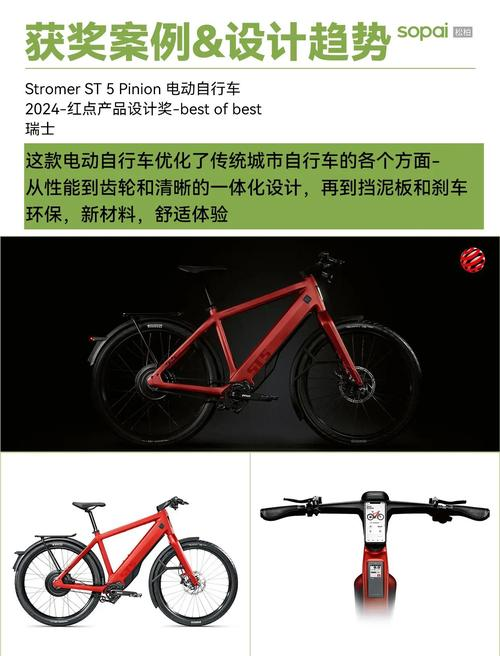 获奖案例&设计趋势
sopai 松柏
Stromer ST 5 Pinion 电动自行车
2024-红点产品设计奖-best of best
瑞士
这款电动自行车优化了传统城市自行车的各个方面-
从性能到齿轮和清晰的一体化设计，再到挡泥板和刹车
环保，新材料，舒适体验
ST5